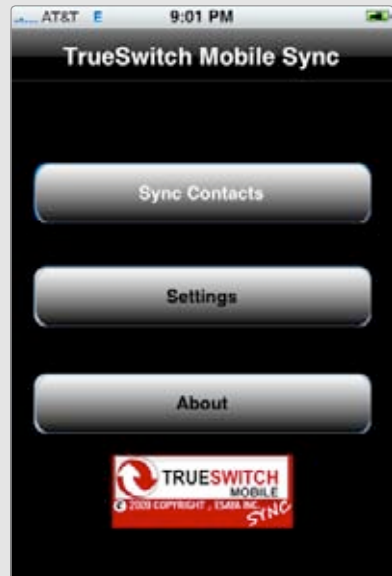 AT&T E 9:01 PM
TrueSwitch Mobile Sync
Sync Contacts
Settings
About
TRUESWITCH
MOBILE
© 2009 COPYRIGHT , ESAYA INC.
SYNC